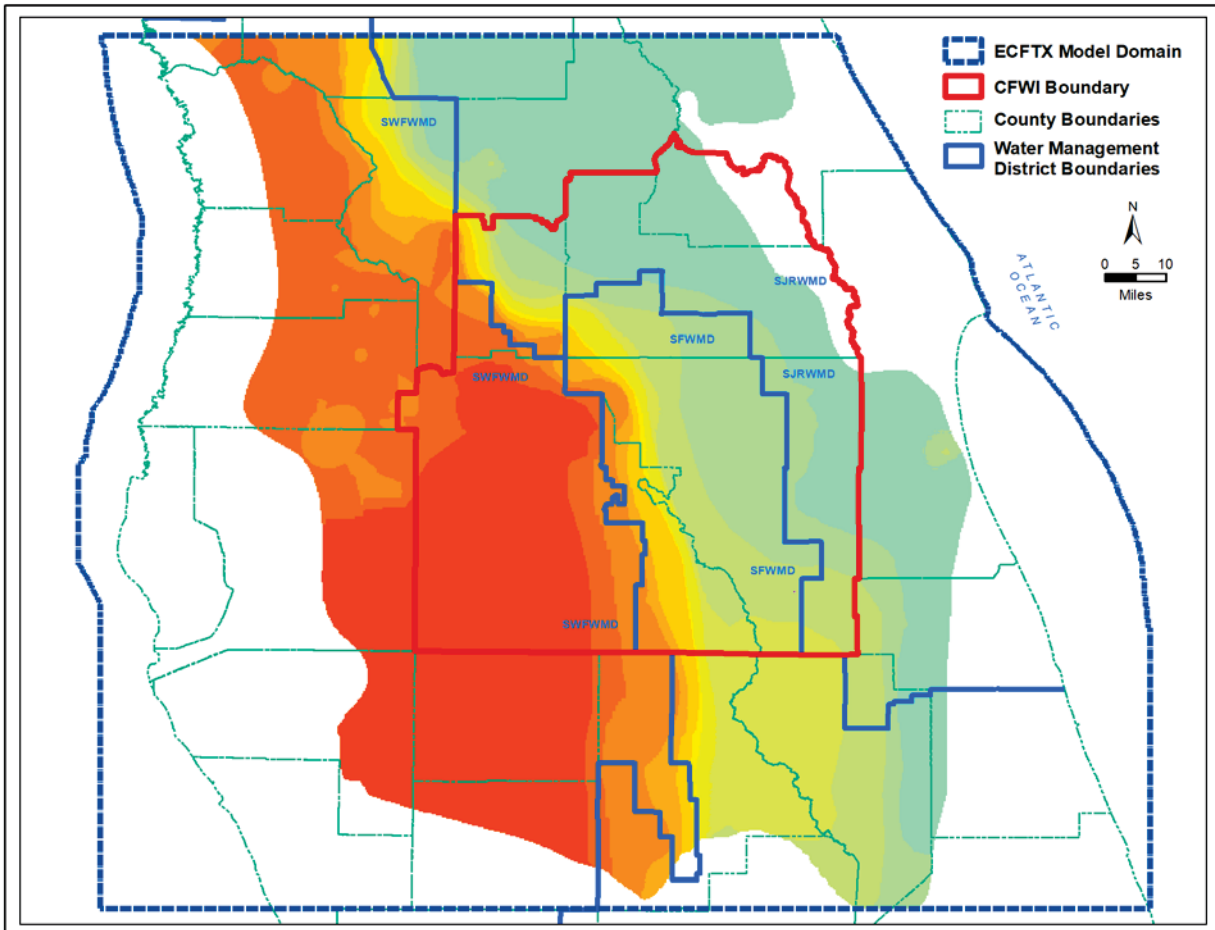 ECFTX Model Domain
CFWI Boundary
County Boundaries
Water Management
District Boundaries
N
0 5 10
Miles
ATLANTIC
OCEAN
SWFWMD
SJRWMD
SFWMD
SWFWMD
SJRWMD
SFWMD
SWFWMD